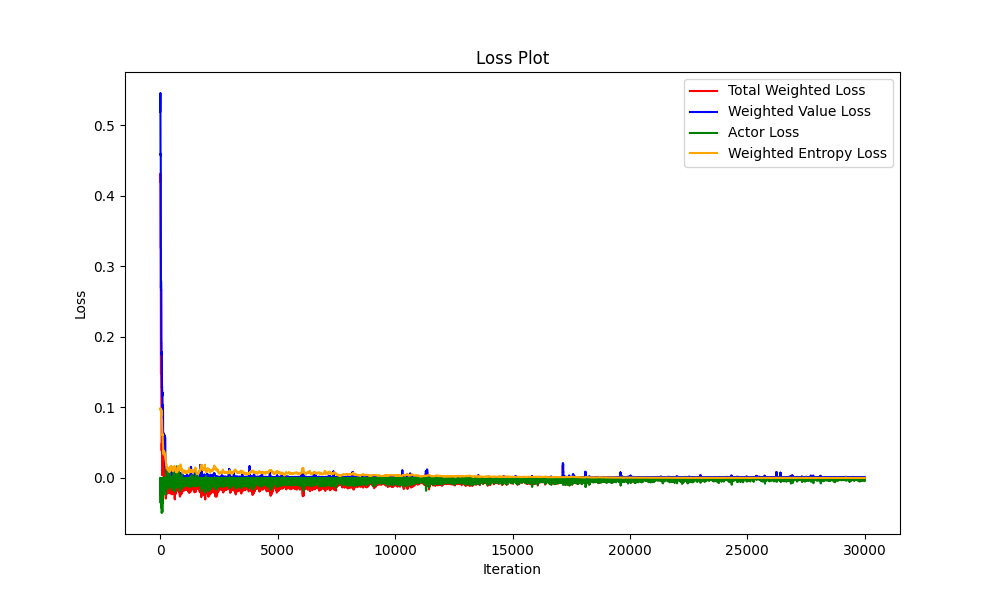 Loss Plot
Total Weighted Loss
Weighted Value Loss
Actor Loss
Weighted Entropy Loss
Loss
0.5
0.4
0.3
0.2
0.1
0.0
0
5000
10000
15000
20000
25000
30000
Iteration